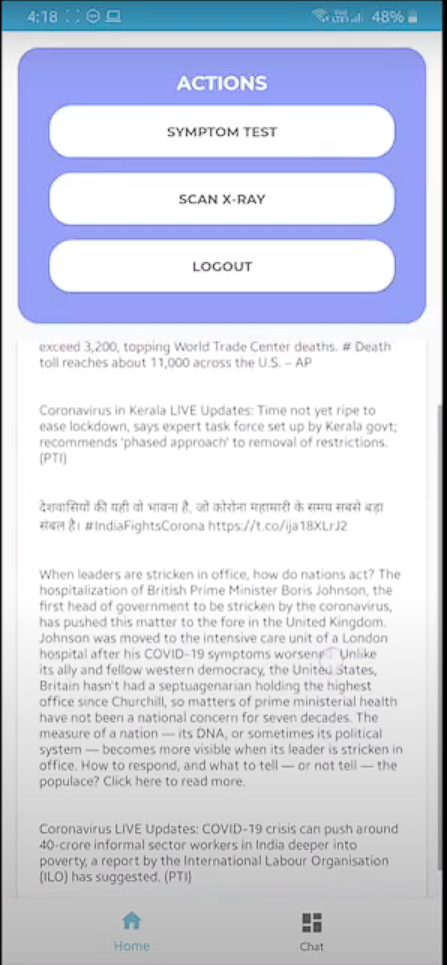 4:18
48%
ACTIONS
SYMPTOM TEST
SCAN X-RAY
LOGOUT
exceed 3,200, topping World Trade Center deaths. # Death
toll reaches about 11,000 across the U.S. – AP
Coronavirus in Kerala LIVE Updates: Time not yet ripe to
ease lockdown, says expert task force set up by Kerala govt;
recommends 'phased approach' to removal of restrictions.
(PTI)
देशवासियों की यही वो भावना है, जो कोरोना महामारी के समय सबसे बड़ा
संबल है। #IndiaFightsCorona https://t.co/ija18XLrJ2
When leaders are stricken in office, how do nations act? The
hospitalization of British Prime Minister Boris Johnson, the
first head of government to be stricken by the coronavirus,
has pushed this matter to the fore in the United Kingdom.
Johnson was moved to the intensive care unit of a London
hospital after his COVID-19 symptoms worsened. Unlike
its ally and fellow western democracy, the United States,
Britain hasn't had a septuagenarian holding the highest
office since Churchill, so matters of prime ministerial health
have not been a national concern for seven decades. The
measure of a nation — its DNA, or sometimes its political
system — becomes more visible when its leader is stricken in
office. How to respond, and what to tell — or not tell — the
populace? Click here to read more.
Coronavirus LIVE Updates: COVID-19 crisis can push around
40-crore informal sector workers in India deeper into
poverty, a report by the International Labour Organisation
(ILO) has suggested. (PTI)
Home
Chat